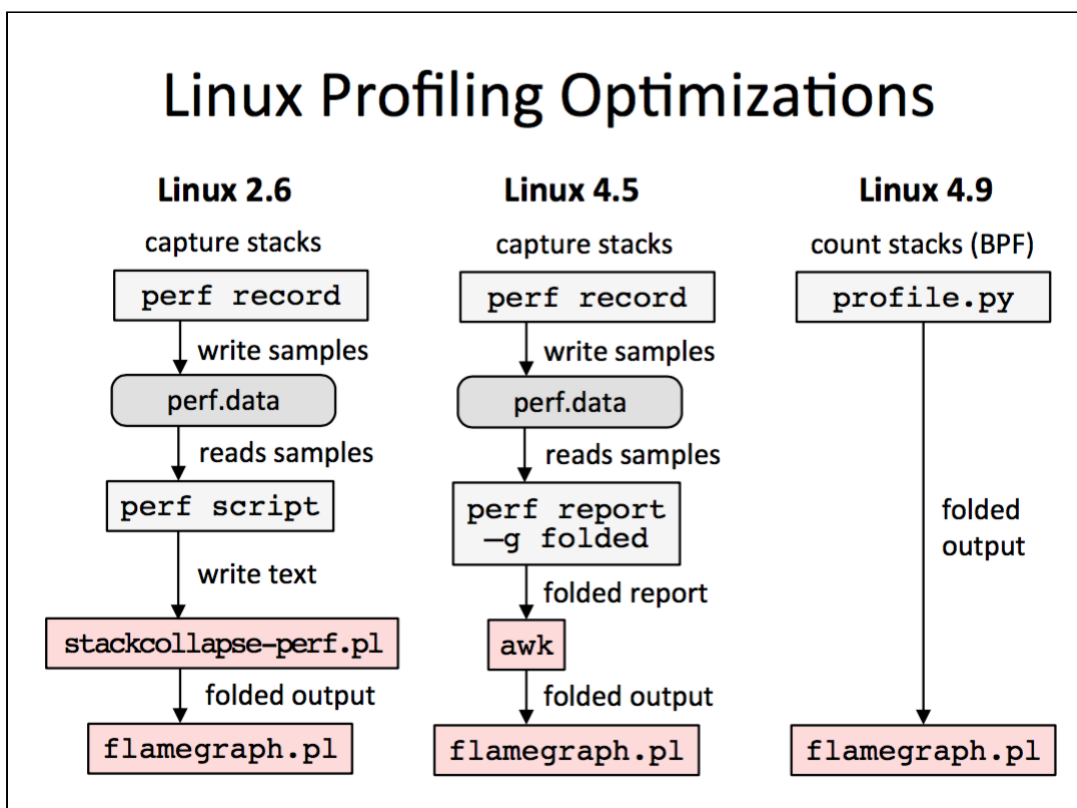 Linux Profiling Optimizations
Linux 2.6
capture stacks
perf record
write samples
perf.data
reads samples
perf script
write text
stackcollapse-perf.pl
folded output
flamegraph.pl
Linux 4.5
capture stacks
perf record
write samples
perf.data
reads samples
perf report
–g folded
folded report
awk
folded output
flamegraph.pl
Linux 4.9
count stacks (BPF)
profile.py
folded
output
flamegraph.pl